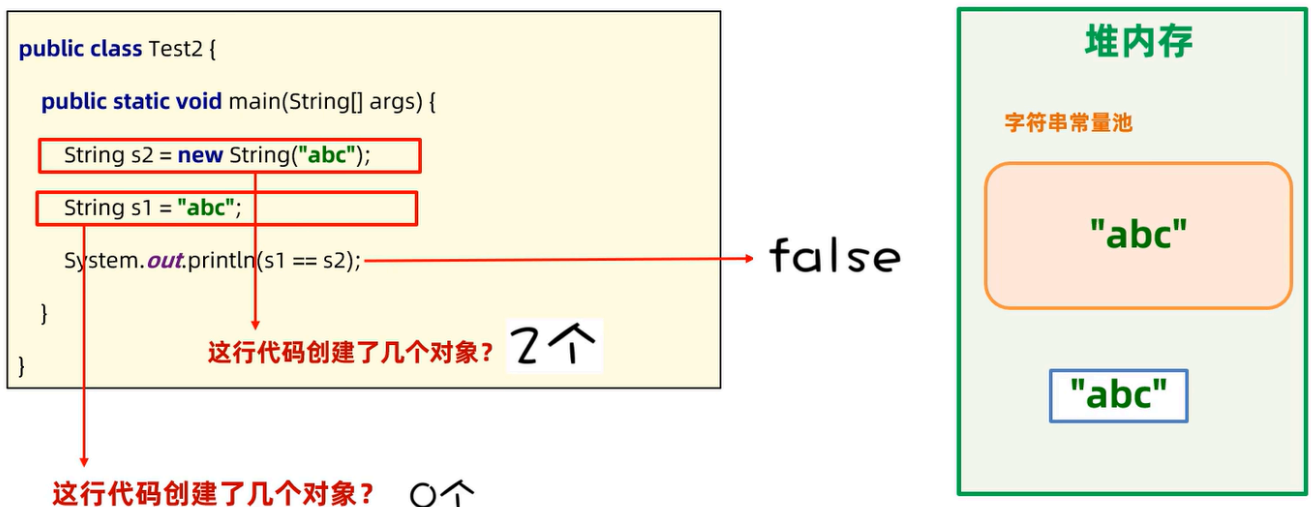 public class Test2 {
public static void main(String[] args) {
String s2 = new String("abc");
String s1 = "abc";
System.out.println(s1 == s2);
}
这行代码创建了几个对象? 2个
}
这行代码创建了几个对象? 0个
false
堆内存
字符串常量池
"abc"
"abc"